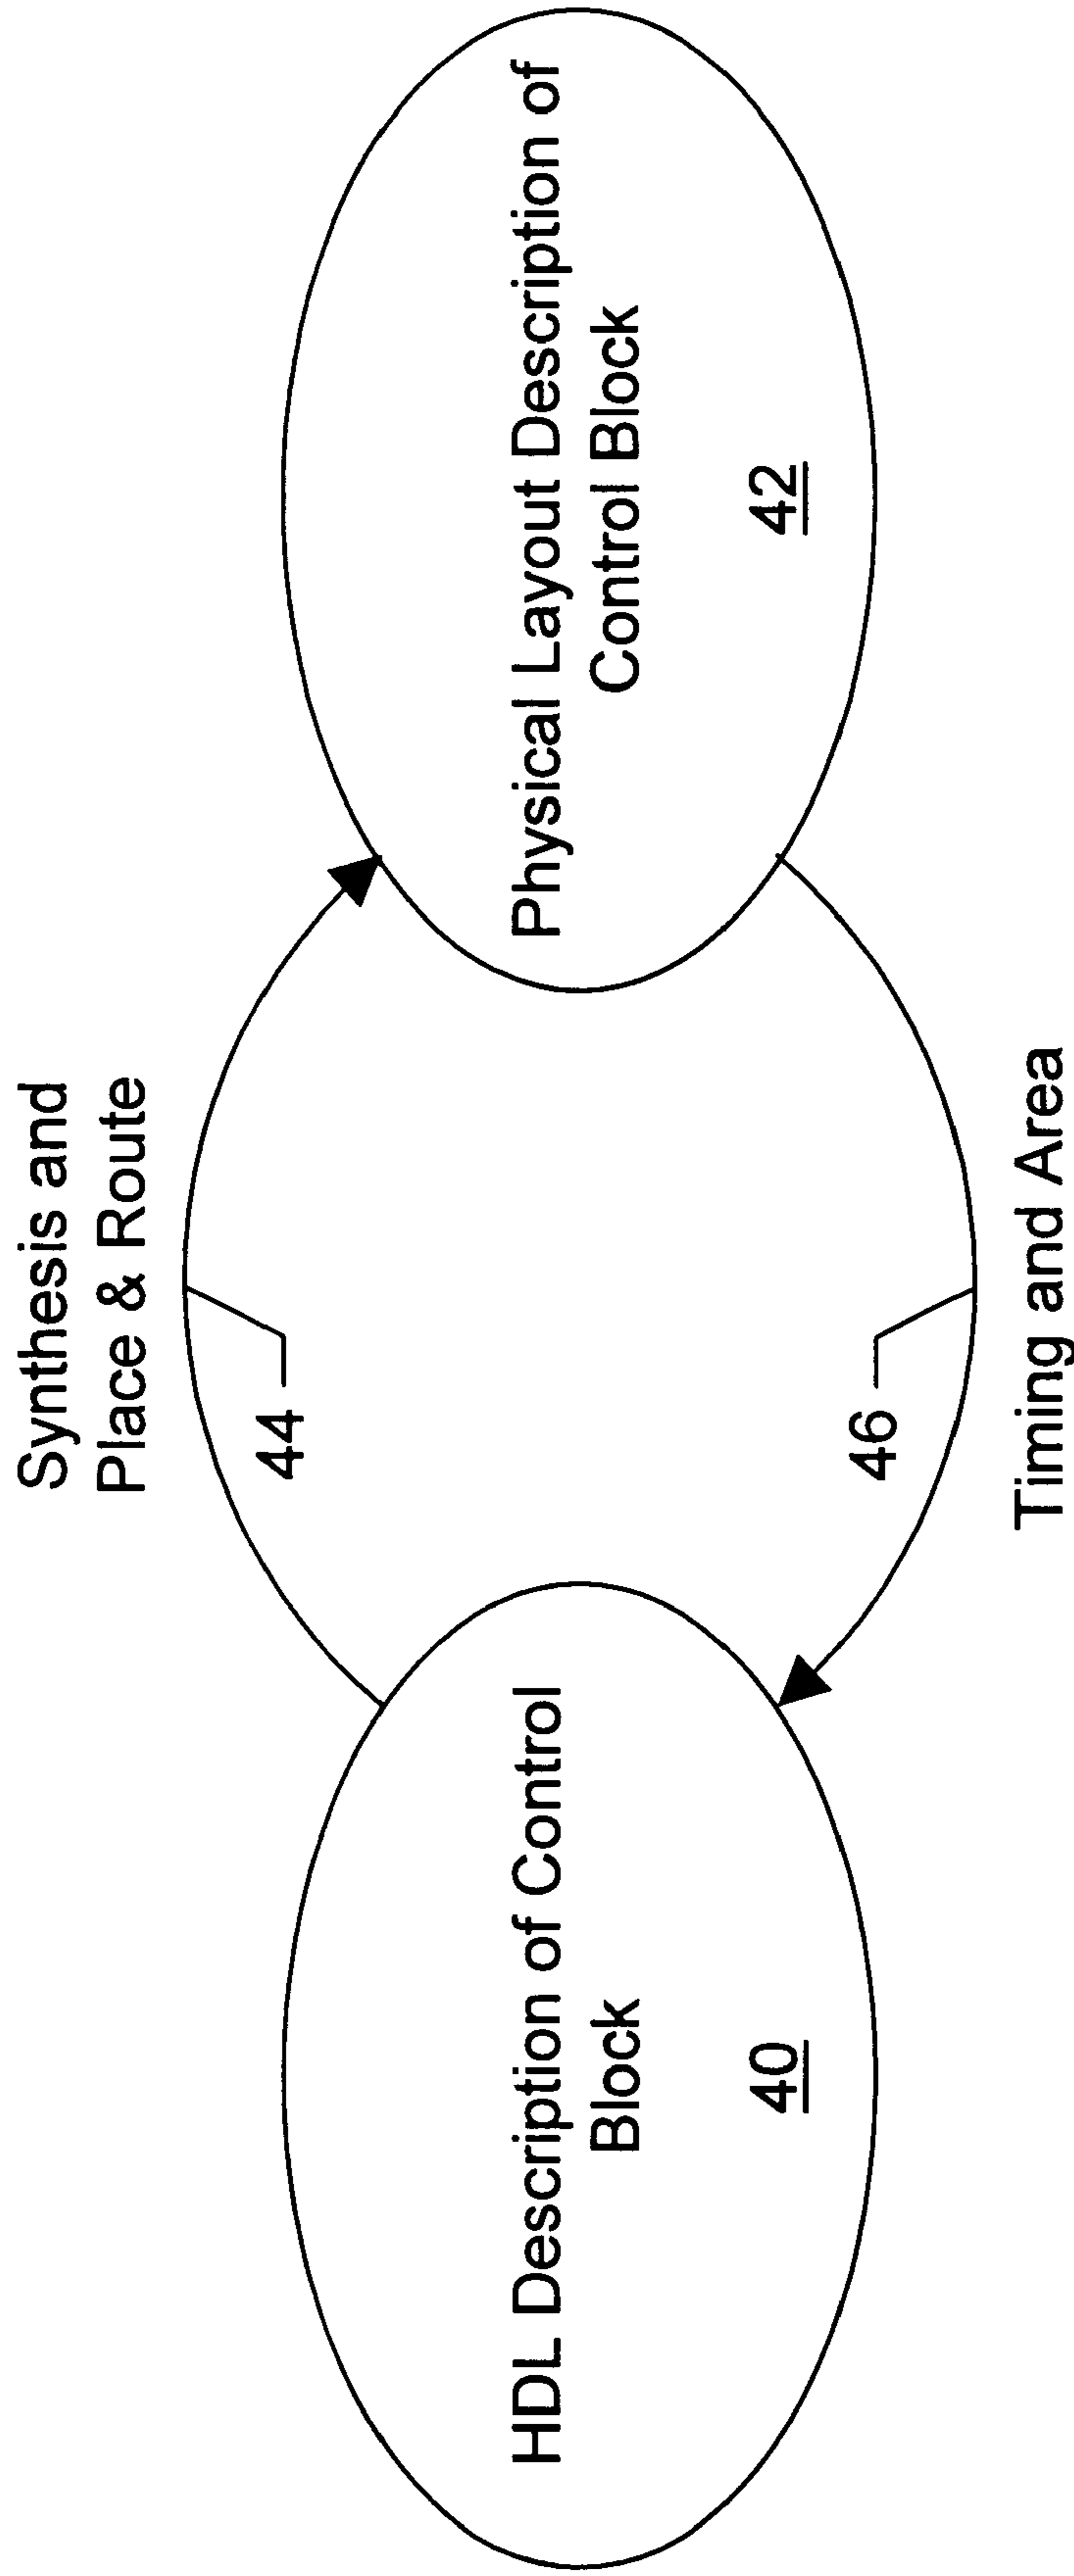 Synthesis and
Place & Route
44
HDL Description of Control
Block
40
Physical Layout Description of
Control Block
42
46
Timing and Area